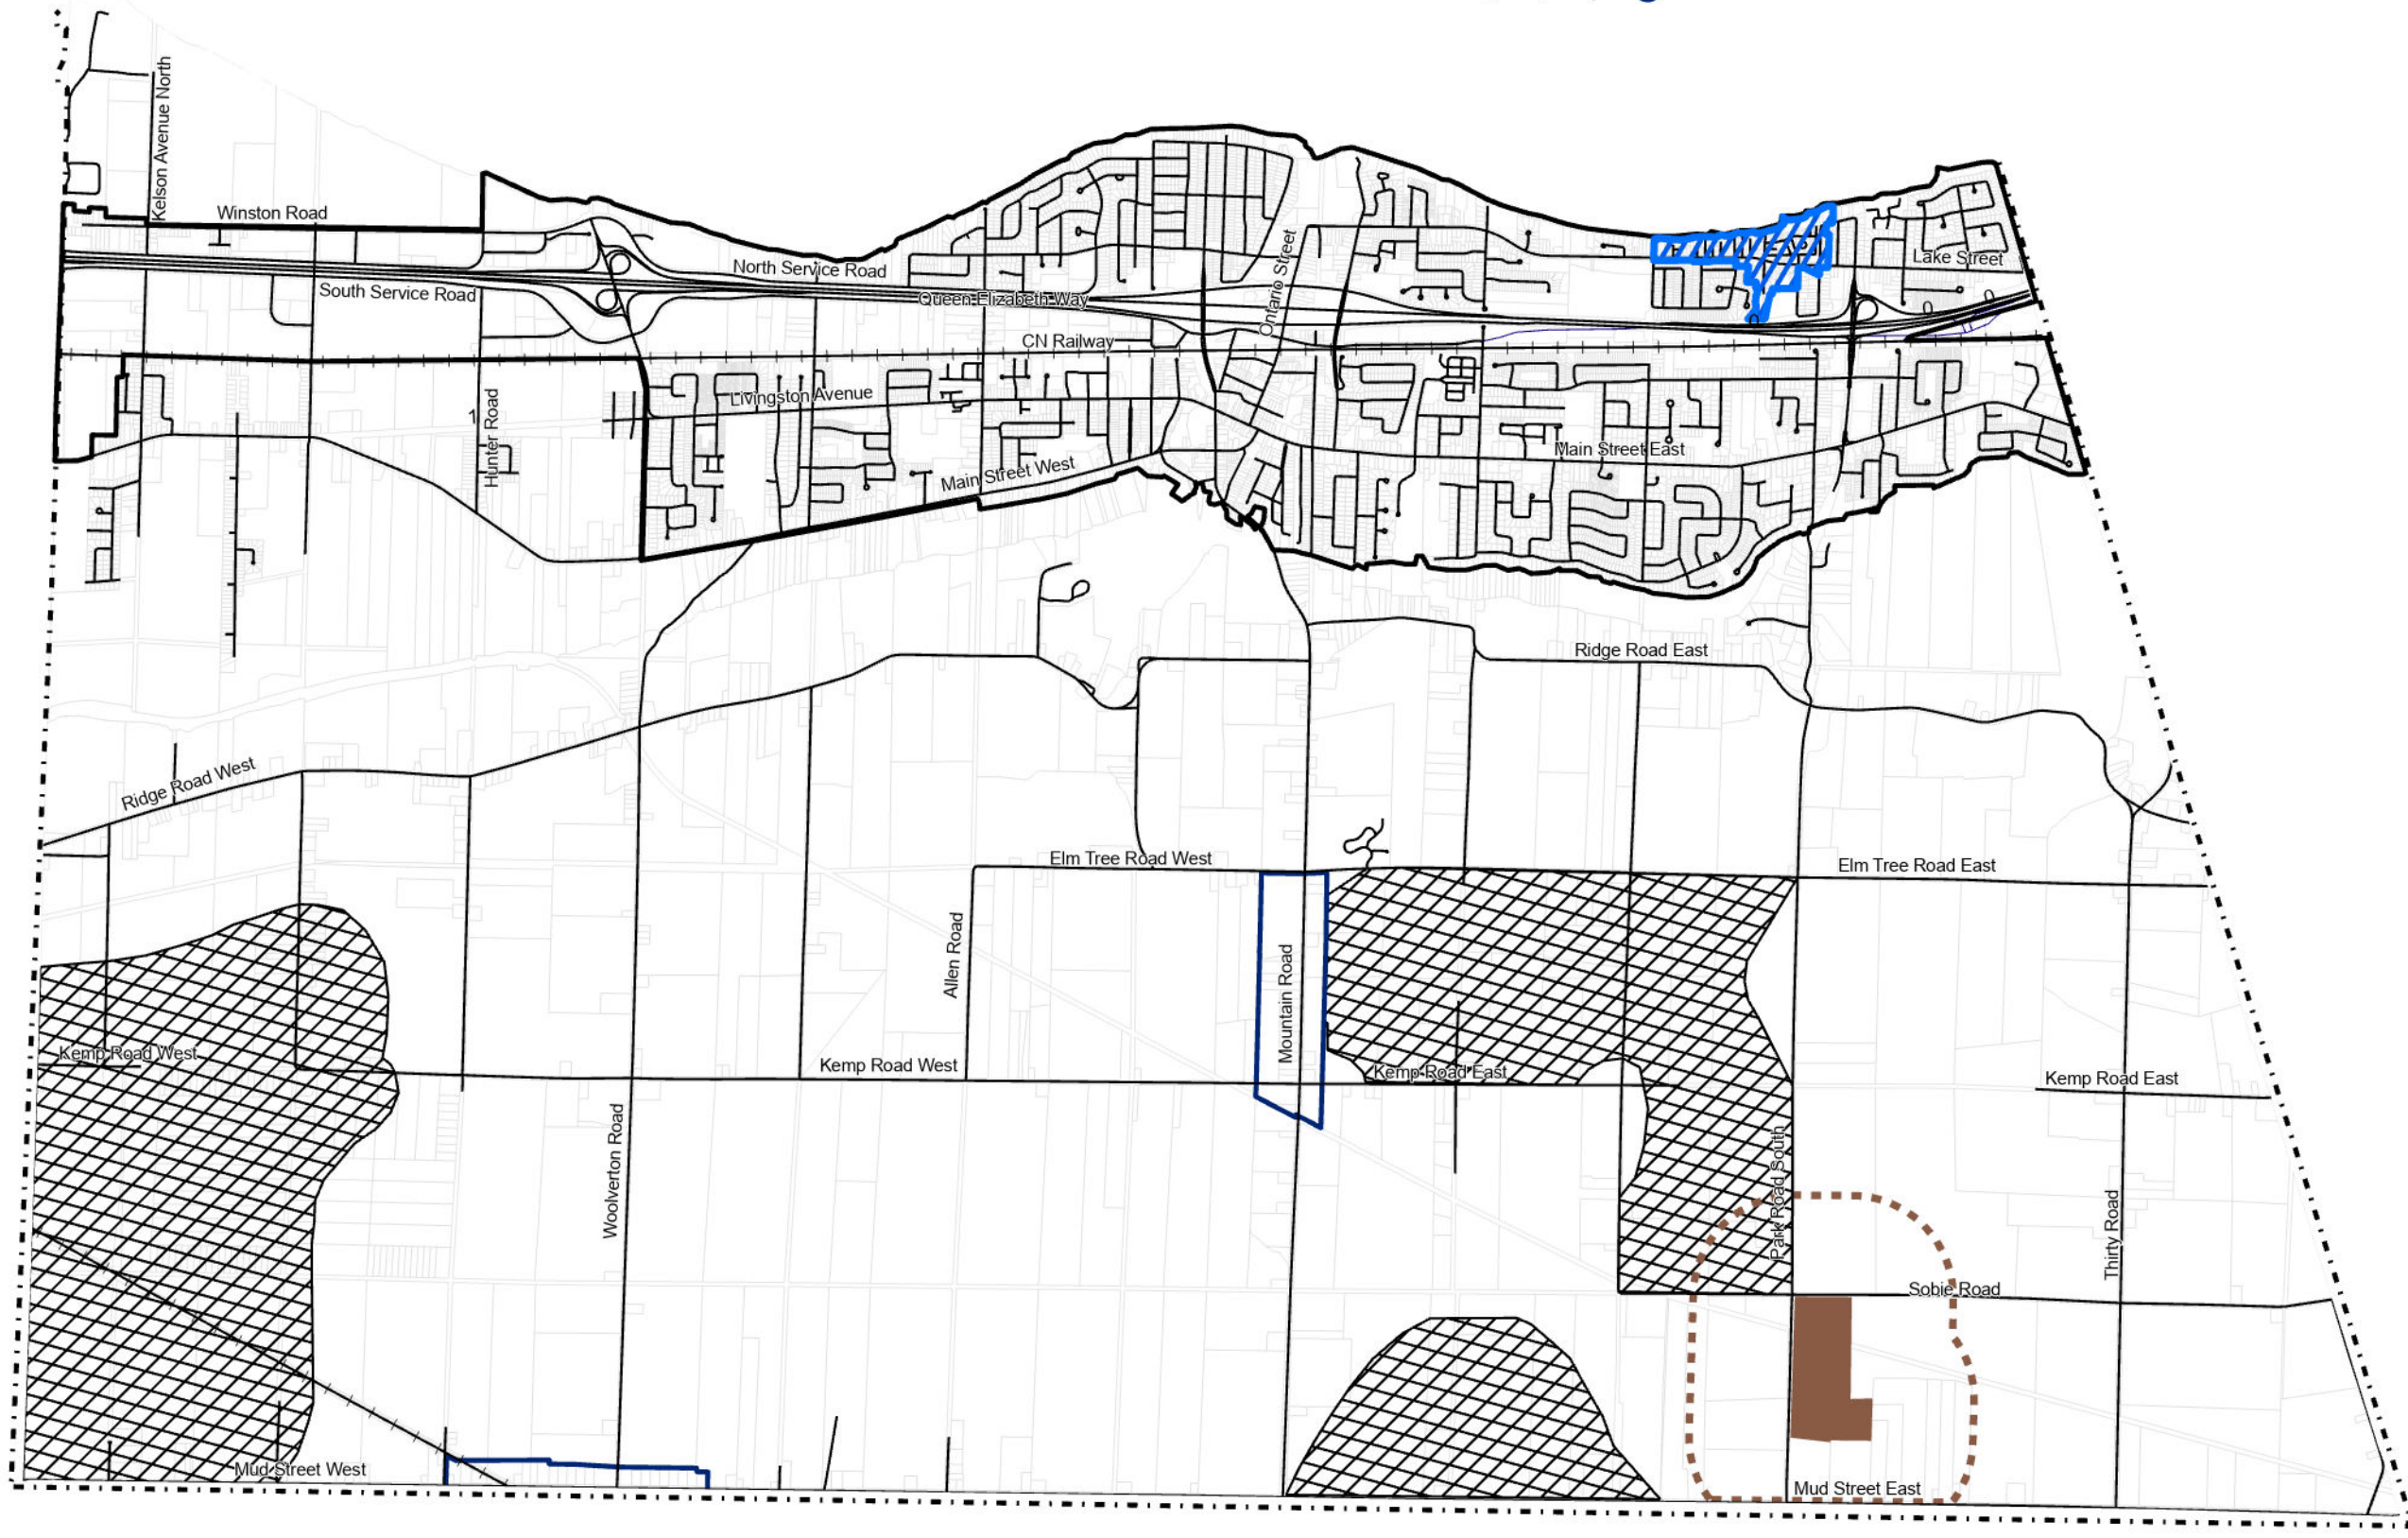 Kelson Avenue North
Winston Road
North Service Road
South Service Road
Queen Elizabeth Way
Ontario Street
Lake Street
CN Railway
Livingston Avenue
Hunter Road
1
Main Street West
Main Street East
Ridge Road East
Ridge Road West
Elm Tree Road West
Elm Tree Road East
Allen Road
Mountain Road
Kemp Road West
Kemp Road West
Kemp Road East
Kemp Road East
Woolverton Road
Park Road South
Thirty Road
Sobie Road
Mud Street West
Mud Street East